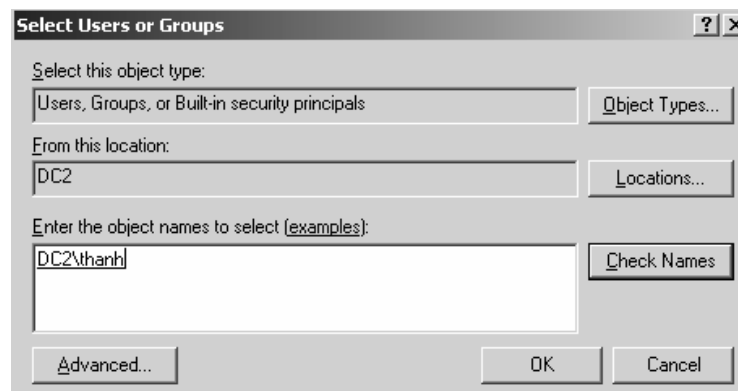 Select Users or Groups
Select this object type:
Users, Groups, or Built-in security principals
Object Types...
From this location:
DC2
Locations...
Enter the object names to select (examples):
DC2\thanh
Check Names
Advanced...
OK
Cancel